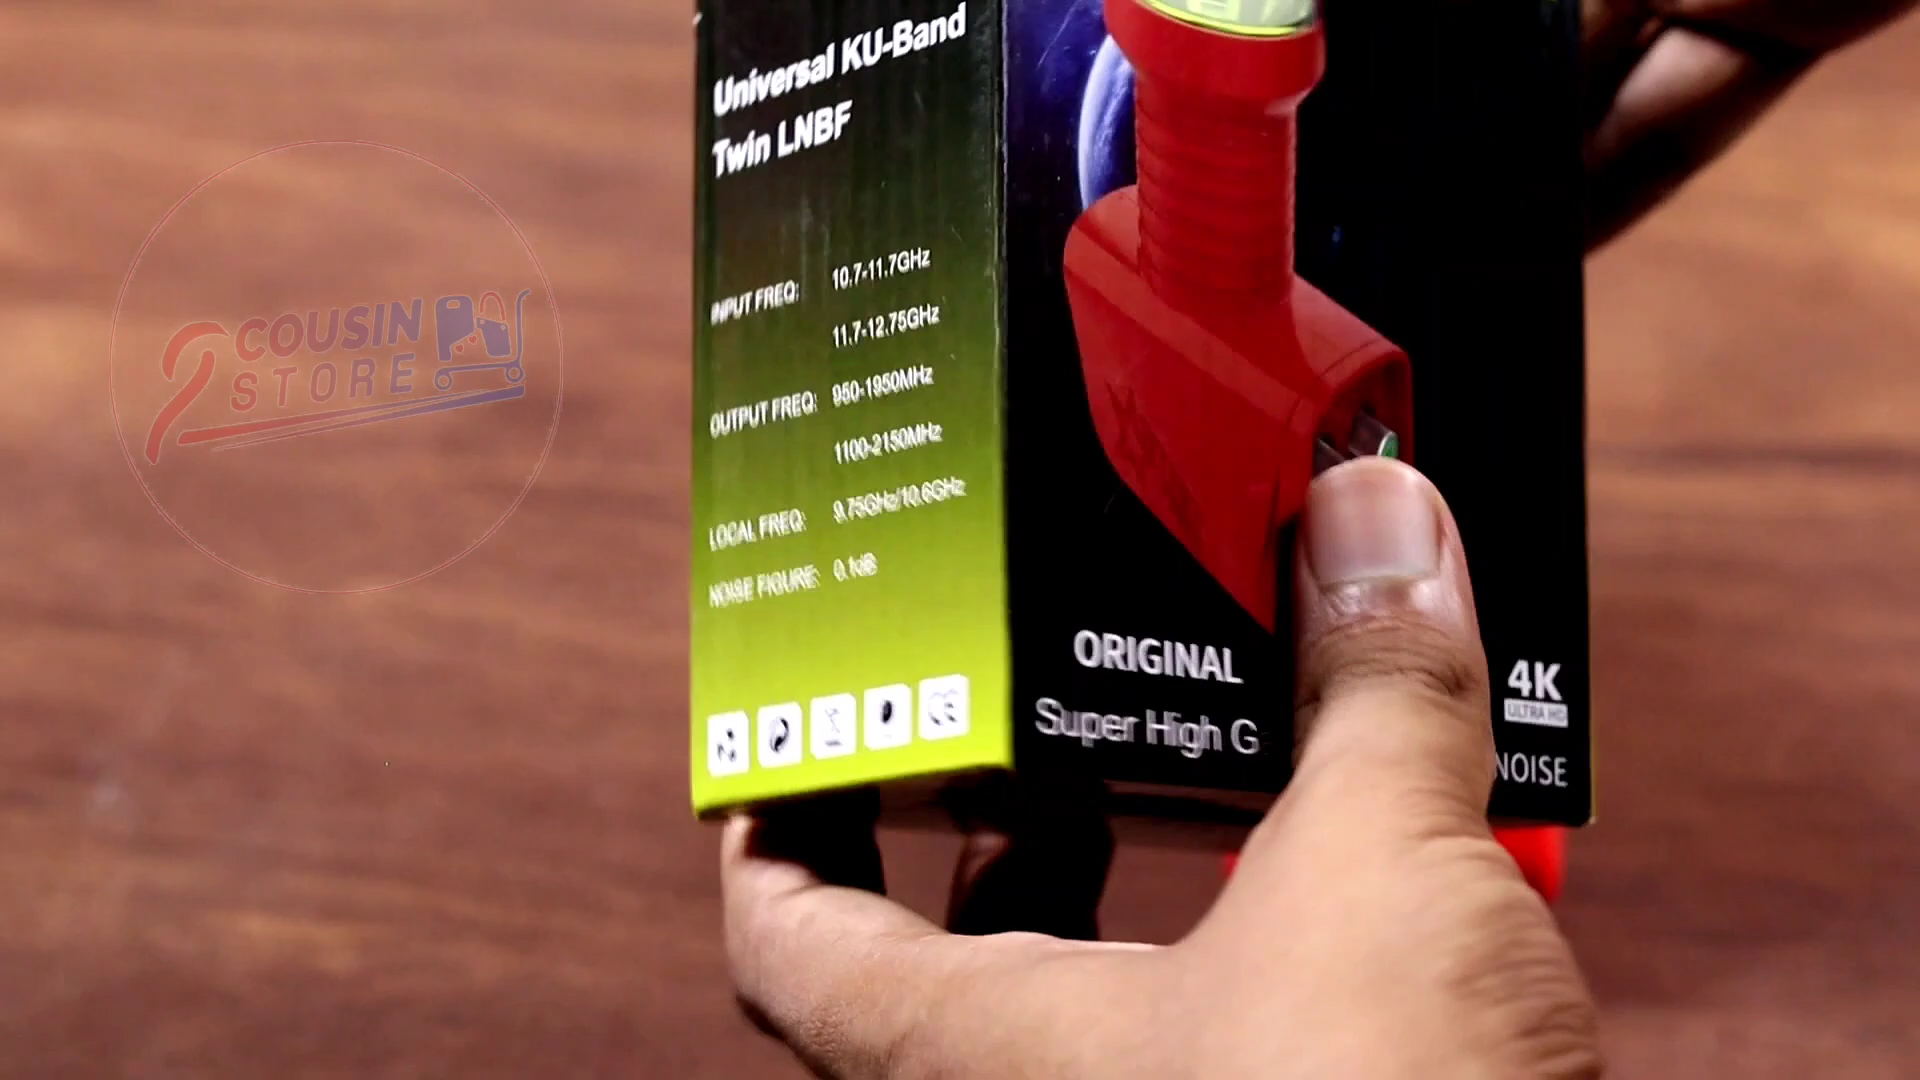 Universal KU-Band
Twin LNBF
INPUT FREQ: 10.7-11.7GHz
11.7-12.75GHz
OUTPUT FREQ: 950-1950MHz
1100-2150MHz
LOCAL FREQ: 9.75GHz/10.6GHz
NOISE FIGURE: 0.1dB
CE
ORIGINAL
Super High G
4K
ULTRA HD
NOISE
2 COUSIN
STORE